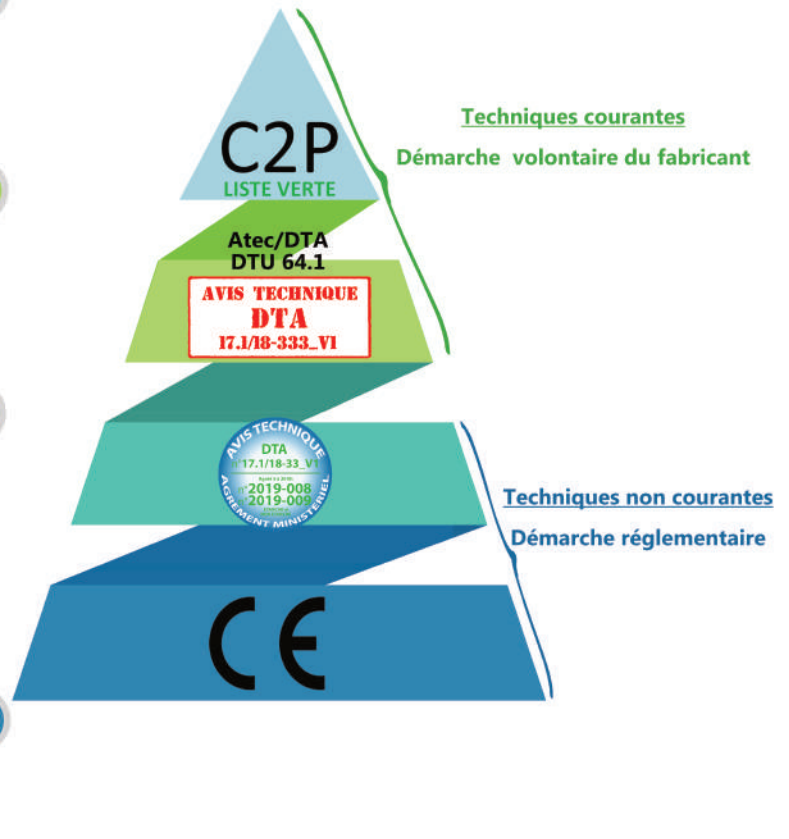 C2P
LISTE VERTE
Techniques courantes
Démarche volontaire du fabricant
Atec/DTA
DTU 64.1
AVIS TECHNIQUE
DTA
17.1/18-333_V1
AVIS TECHNIQUE
DTA
n°17.1/18-33_V1
n°2019-008
n°2019-009
AGREMENT MINISTERIEL
Techniques non courantes
Démarche réglementaire
CE